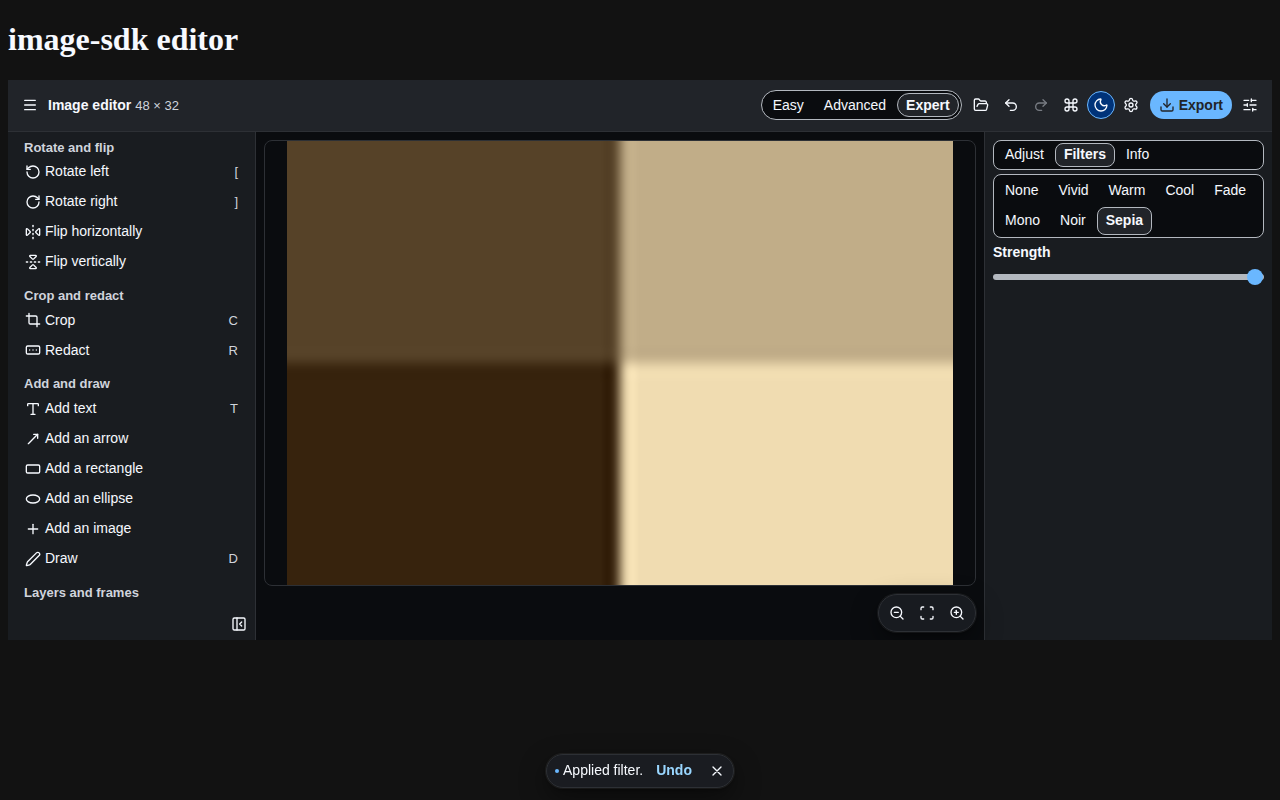 image-sdk editor
Image editor 48 × 32
Easy Advanced Expert
Export
Rotate and flip
Rotate left [
Rotate right ]
Flip horizontally
Flip vertically
Crop and redact
Crop C
Redact R
Add and draw
Add text T
Add an arrow
Add a rectangle
Add an ellipse
Add an image
Draw D
Layers and frames
Adjust Filters Info
None Vivid Warm Cool Fade
Mono Noir Sepia
Strength
Applied filter. Undo